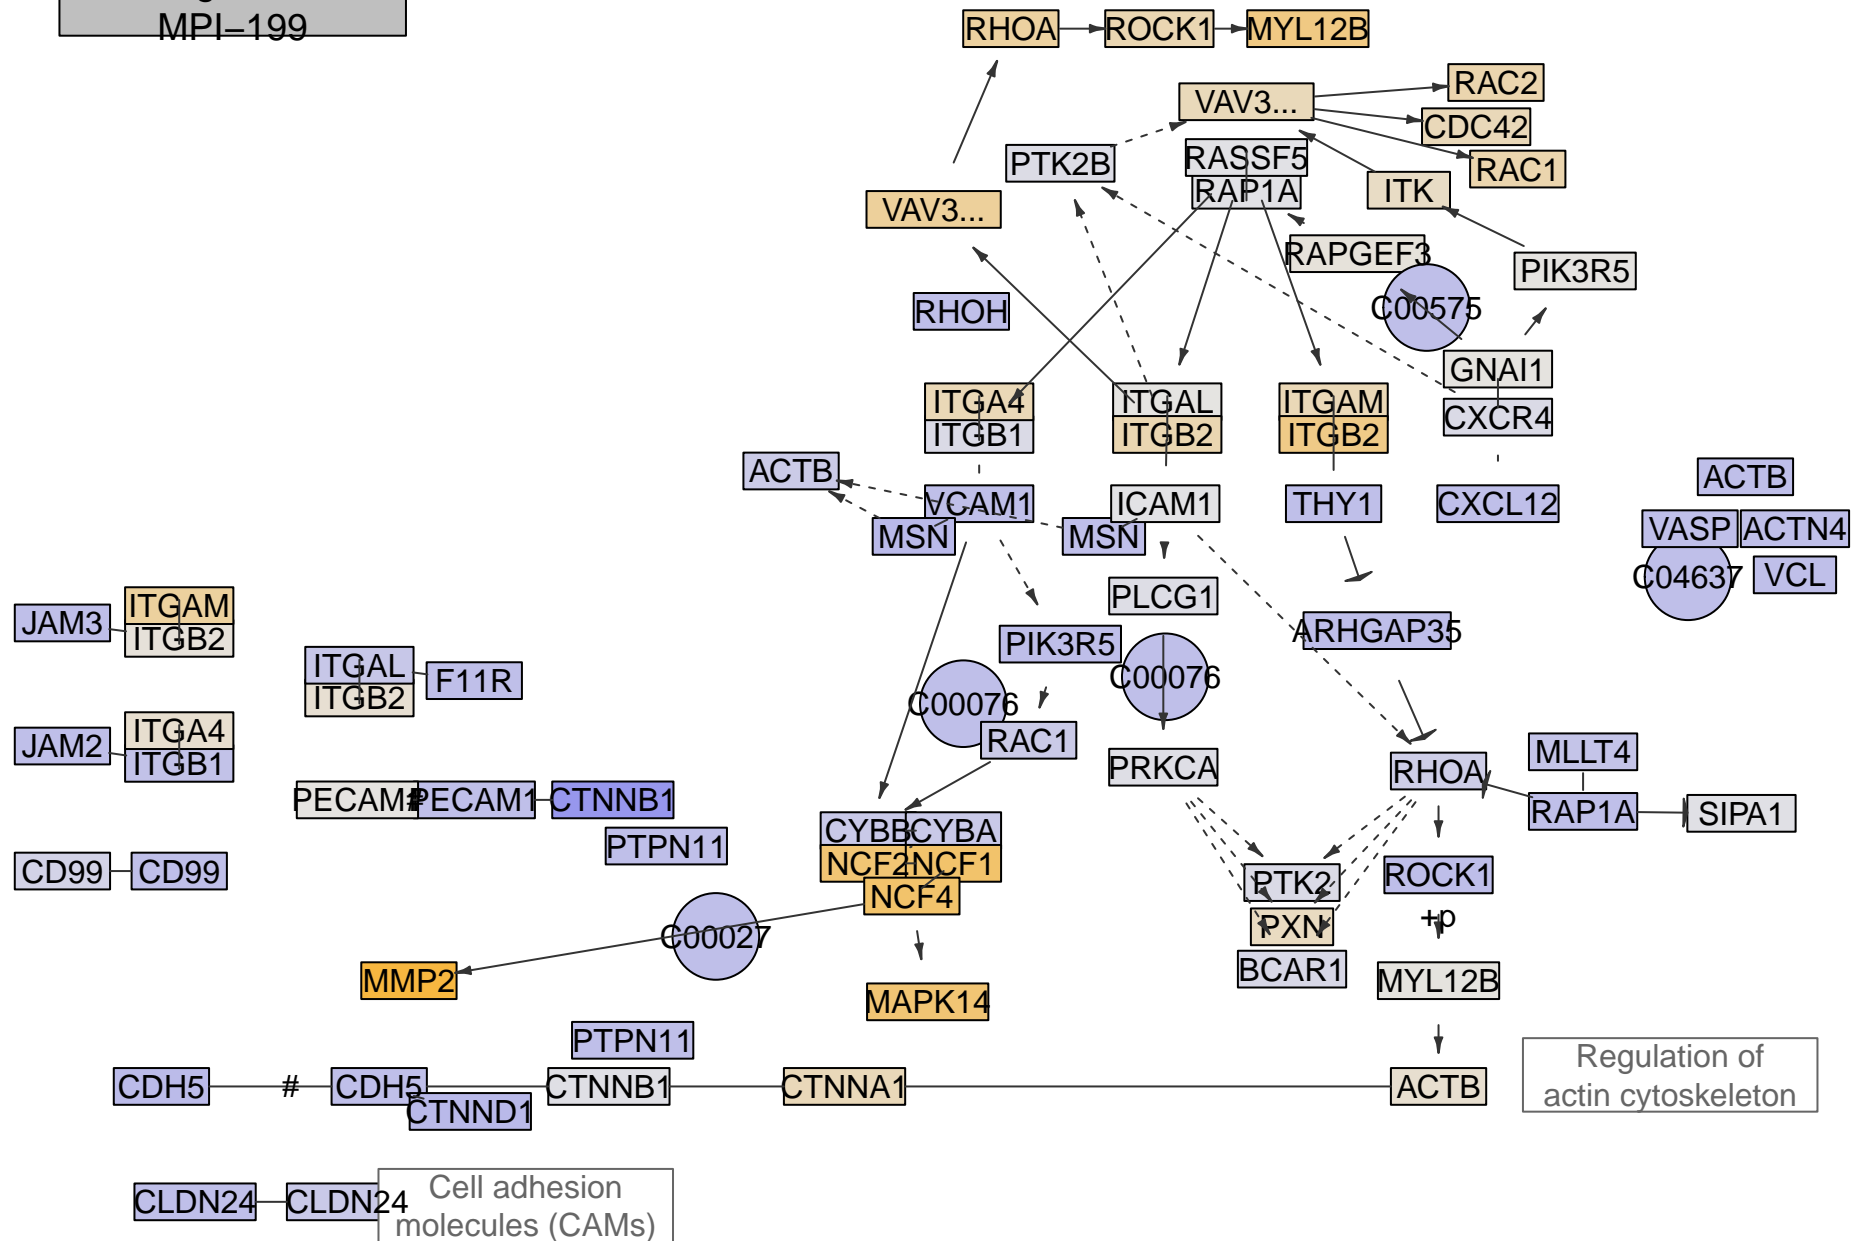 MPI−199
RHOA
ROCK1
MYL12B
RAC2
VAV3...
CDC42
RAC1
PTK2B
RASSF5
RAP1A
ITK
VAV3...
RAPGEF3
PIK3R5
RHOH
C00575
GNAI1
CXCR4
ITGA4
ITGB1
ITGAL
ITGB2
ITGAM
ITGB2
ACTB
VCAM1
MSN
ICAM1
MSN
THY1
CXCL12
ACTB
VASP
ACTN4
C04637
VCL
JAM3
ITGAM
ITGB2
PLCG1
ARHGAP35
PIK3R5
C00076
C00076
ITGAL
ITGB2
F11R
JAM2
ITGA4
ITGB1
RAC1
PRKCA
RHOA
MLLT4
RAP1A
SIPA1
PECAM1
#
PECAM1
CTNNB1
PTPN11
CYBB
CYBA
NCF2
NCF1
NCF4
CD99
CD99
PTK2
PXN
BCAR1
ROCK1
+p
MYL12B
C00027
MMP2
MAPK14
PTPN11
CDH5
#
CDH5
CTNND1
CTNNB1
CTNNA1
ACTB
Regulation of
actin cytoskeleton
CLDN24
CLDN24
Cell adhesion
molecules (CAMs)